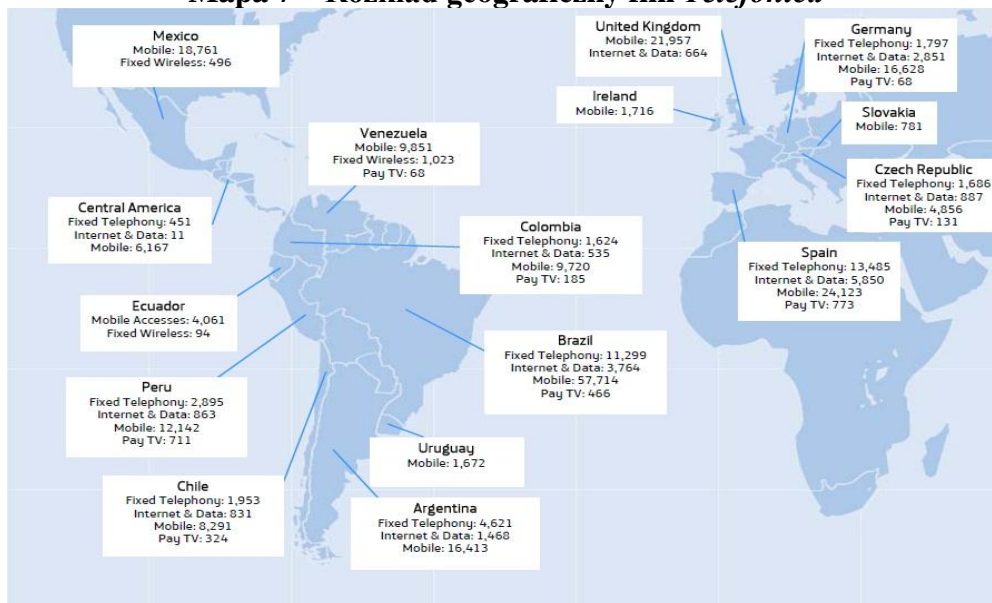 Mapa 7 - Rozkład geograficzny firm Telefonica
Mexico
Mobile: 18,761
Fixed Wireless: 496
United Kingdom
Mobile: 21,957
Internet & Data: 664
Germany
Fixed Telephony: 1,797
Internet & Data: 2,851
Mobile: 16,628
Pay TV: 68
Ireland
Mobile: 1,716
Slovakia
Mobile: 781
Venezuela
Mobile: 9,851
Fixed Wireless: 1,023
Pay TV: 68
Czech Republic
Fixed Telephony: 1,686
Internet & Data: 887
Mobile: 4,856
Pay TV: 131
Central America
Fixed Telephony: 451
Internet & Data: 11
Mobile: 6,167
Colombia
Fixed Telephony: 1,624
Internet & Data: 535
Mobile: 9,720
Pay TV: 185
Spain
Fixed Telephony: 13,485
Internet & Data: 5,850
Mobile: 24,123
Pay TV: 773
Ecuador
Mobile Accesses: 4,061
Fixed Wireless: 94
Brazil
Fixed Telephony: 11,299
Internet & Data: 3,764
Mobile: 57,714
Pay TV: 466
Peru
Fixed Telephony: 2,895
Internet & Data: 863
Mobile: 12,142
Pay TV: 711
Uruguay
Mobile: 1,672
Chile
Fixed Telephony: 1,953
Internet & Data: 831
Mobile: 8,291
Pay TV: 324
Argentina
Fixed Telephony: 4,621
Internet & Data: 1,468
Mobile: 16,413